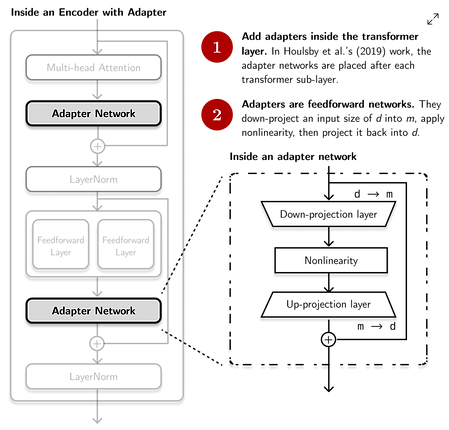 Inside an Encoder with Adapter
Multi-head Attention
Adapter Network
LayerNorm
Feedforward
Layer
Feedforward
Layer
Adapter Network
LayerNorm
1
Add adapters inside the transformer
layer. In Houlsby et al.'s (2019) work, the
adapter networks are placed after each
transformer sub-layer.
2
Adapters are feedforward networks. They
down-project an input size of d into m, apply
nonlinearity, then project it back into d.
Inside an adapter network
d → m
Down-projection layer
Nonlinearity
Up-projection layer
m → d